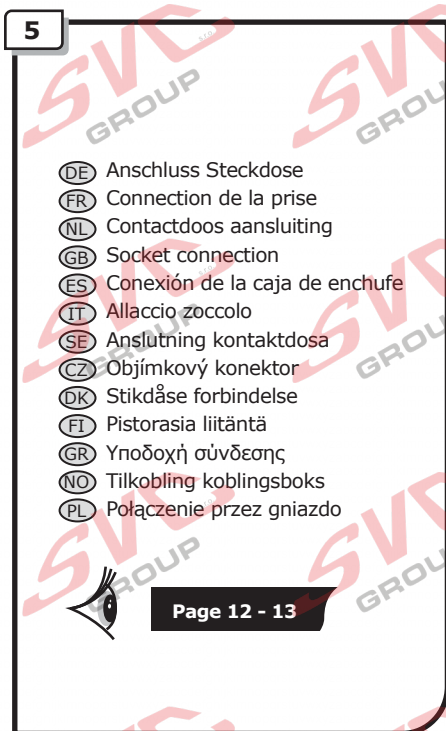 5
DE Anschluss Steckdose
FR Connection de la prise
NL Contactdoos aansluiting
GB Socket connection
ES Conexión de la caja de enchufe
IT Allaccio zoccolo
SE Anslutning kontaktdosa
CZ Objímkový konektor
DK Stikdåse forbindelse
FI Pistorasia liitäntä
GR Υποδοχή σύνδεσης
NO Tilkobling koblingsboks
PL Połączenie przez gniazdo
Page 12 - 13
SVC GROUP s.r.o.